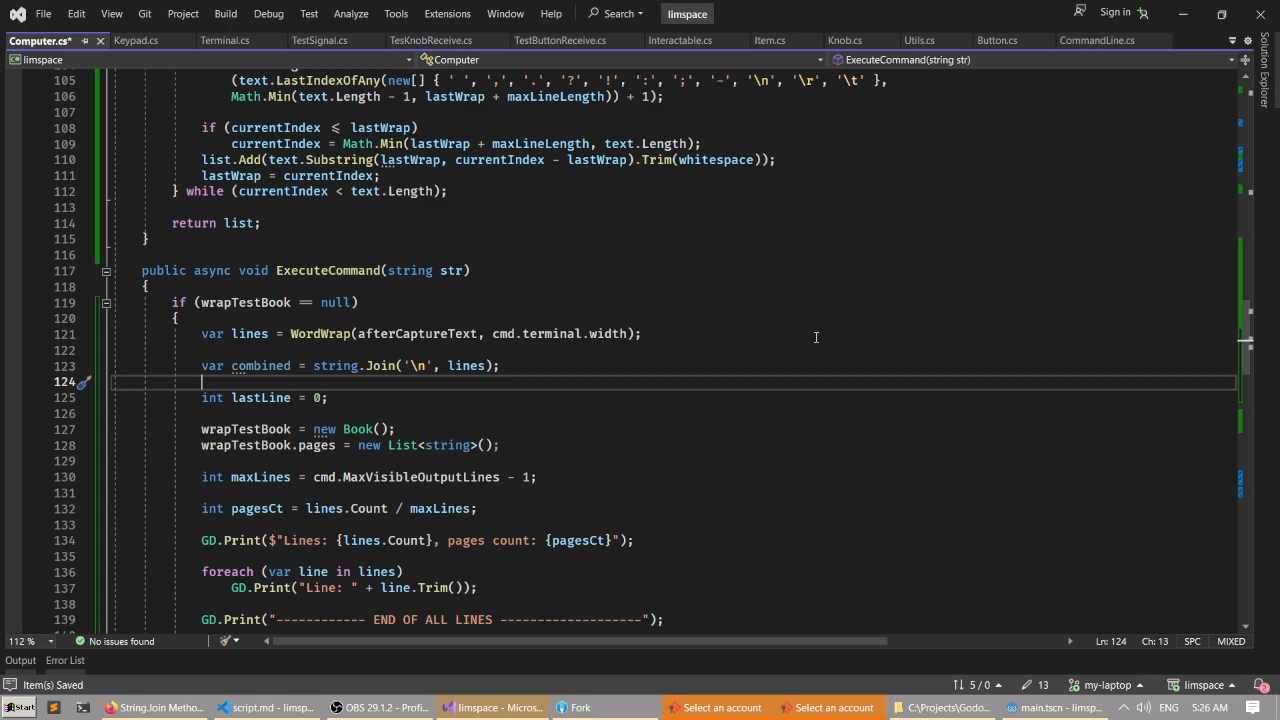 File Edit View Git Project Build Debug Test Analyze Tools Extensions Window Help Search limspace Sign in
Computer.cs* Keypad.cs Terminal.cs TestSignal.cs TesKnobReceive.cs TestButtonReceive.cs Interactable.cs Item.cs Knob.cs Utils.cs Button.cs CommandLine.cs
limspace Computer ExecuteCommand(string str)
Solution Explorer
105 (text.LastIndexOfAny(new[] { ' ', ',', '.', '?', '!', ':', ';', '-', '\n', '\r', '\t' },
106 Math.Min(text.Length - 1, lastWrap + maxLineLength)) + 1);
107
108 if (currentIndex <= lastWrap)
109 currentIndex = Math.Min(lastWrap + maxLineLength, text.Length);
110 list.Add(text.Substring(lastWrap, currentIndex - lastWrap).Trim(whitespace));
111 lastWrap = currentIndex;
112 } while (currentIndex < text.Length);
113
114 return list;
115 }
116
117 public async void ExecuteCommand(string str)
118 {
119 if (wrapTestBook == null)
120 {
121 var lines = WordWrap(afterCaptureText, cmd.terminal.width);
122
123 var combined = string.Join('\n', lines);
124
125 int lastLine = 0;
126
127 wrapTestBook = new Book();
128 wrapTestBook.pages = new List<string>();
129
130 int maxLines = cmd.MaxVisibleOutputLines - 1;
131
132 int pagesCt = lines.Count / maxLines;
133
134 GD.Print($"Lines: {lines.Count}, pages count: {pagesCt}");
135
136 foreach (var line in lines)
137 GD.Print("Line: " + line.Trim());
138
139 GD.Print("------------ END OF ALL LINES -------------------");
112 % No issues found Ln: 124 Ch: 13 SPC MIXED
Output Error List
Item(s) Saved 5 / 0 13 my-laptop limspace 2
Start String.Join Metho... script.md - limsp... OBS 29.1.2 - Profi... limspace - Micros... Fork Select an account Select an account C:\Projects\Godo... main.tscn - limsp... 5:26 AM